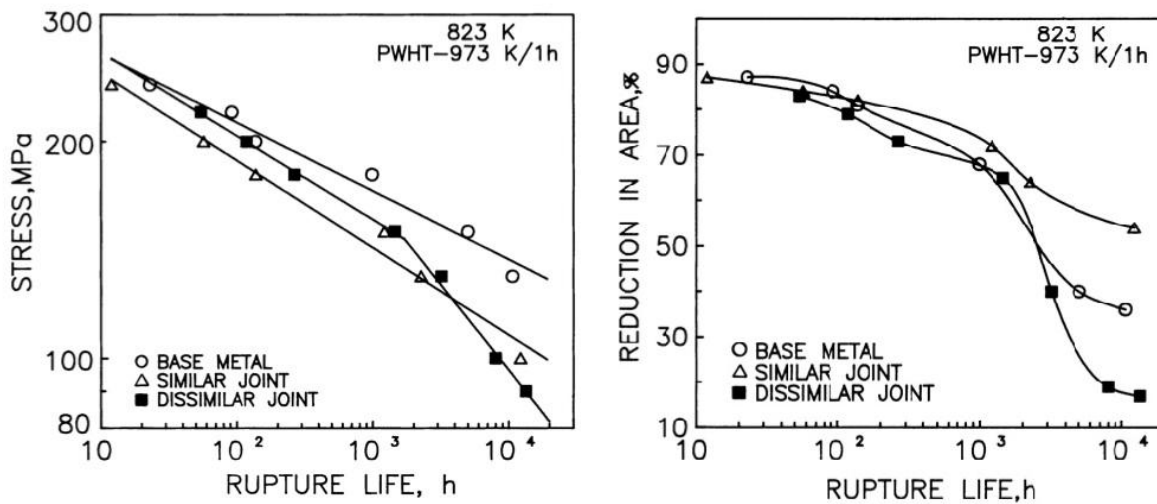 823 K
PWHT-973 K/1h
300
200
100
80
STRESS,MPa
○ BASE METAL
△ SIMILAR JOINT
■ DISSIMILAR JOINT
10 10² 10³ 10⁴
RUPTURE LIFE, h
823 K
PWHT-973 K/1h
90
70
50
30
10
REDUCTION IN AREA,%
○ BASE METAL
△ SIMILAR JOINT
■ DISSIMILAR JOINT
10 10² 10³ 10⁴
RUPTURE LIFE,h